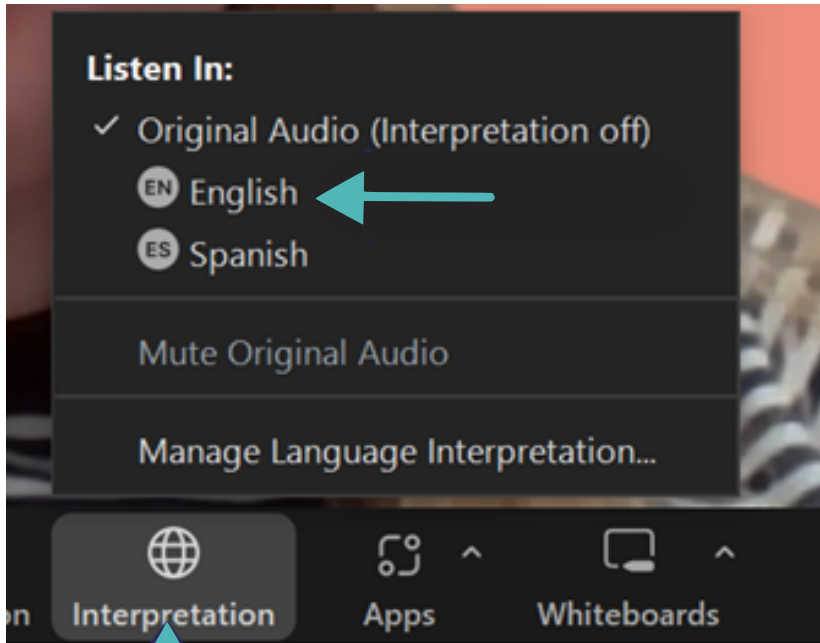 Listen In:
Original Audio (Interpretation off)
EN English
ES Spanish
Mute Original Audio
Manage Language Interpretation...
on Interpretation Apps Whiteboards